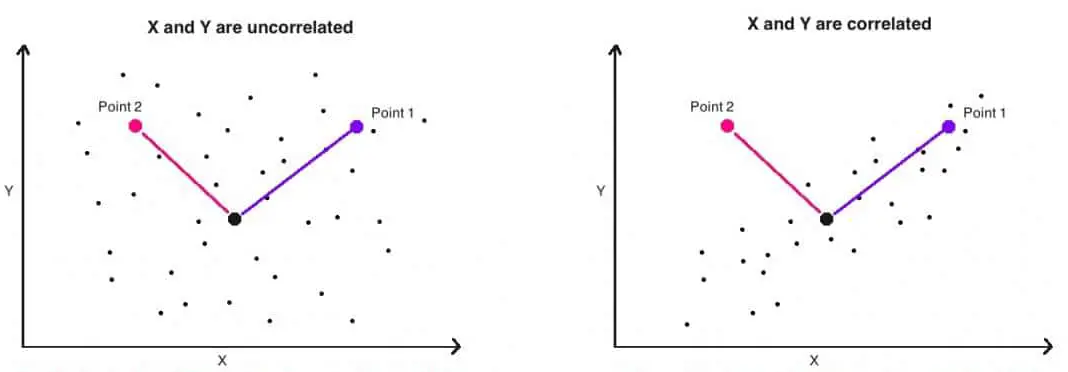 X and Y are uncorrelated
Point 2
Point 1
Y
X
X and Y are correlated
Point 2
Point 1
Y
X